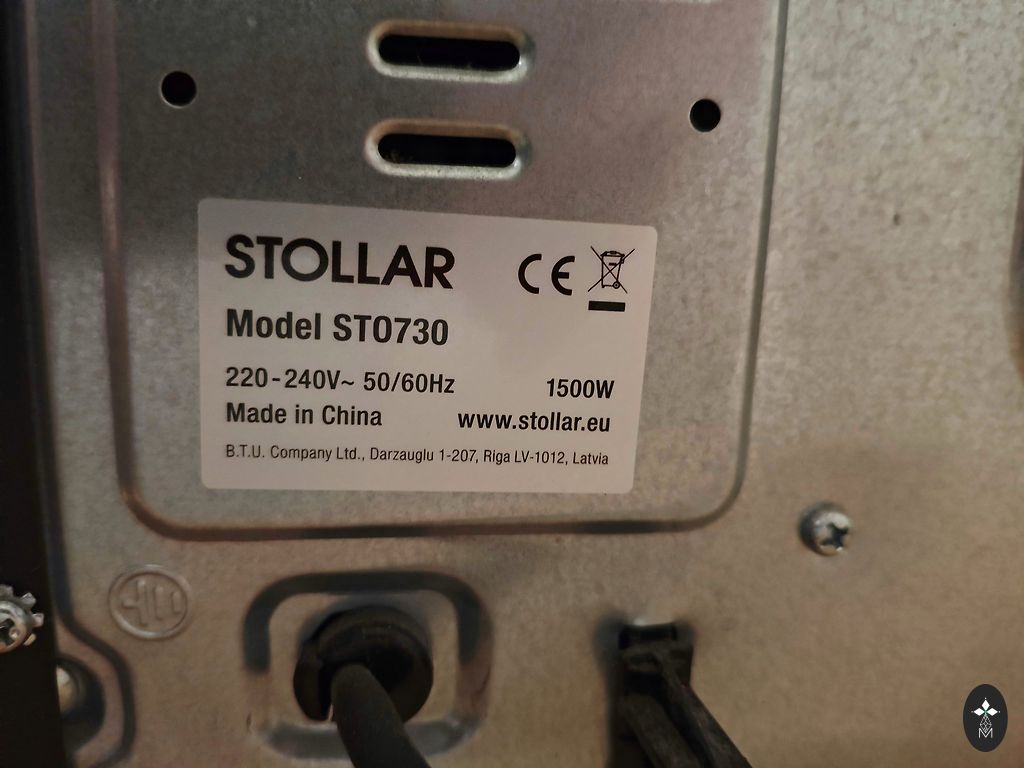 STOLLAR
CE
Model STO730
220-240V~ 50/60Hz 1500W
Made in China www.stollar.eu
B.T.U. Company Ltd., Darzauglu 1-207, Riga LV-1012, Latvia
M